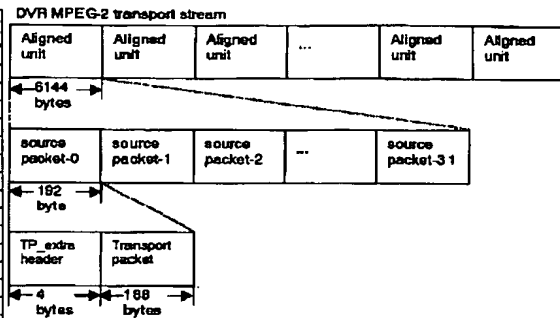 DVR MPEG-2 transport stream
Aligned unit Aligned unit Aligned unit ... Aligned unit Aligned unit
6144 bytes
source packet-0 source packet-1 source packet-2 ... source packet-31
192 byte
TP_extra header Transport packet
4 bytes 188 bytes